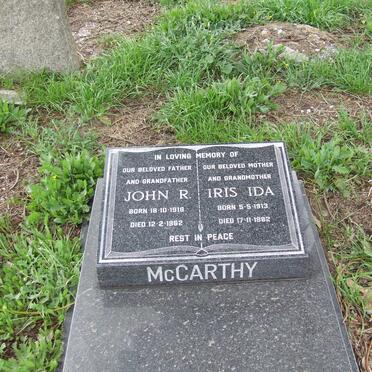 IN LOVING MEMORY OF
OUR BELOVED FATHER
AND GRANDFATHER
JOHN R.
BORN 18-10-1916
DIED 12-2-1962
OUR BELOVED MOTHER
AND GRANDMOTHER
IRIS IDA
BORN 5-5-1913
DIED 17-11-1982
REST IN PEACE
McCARTHY